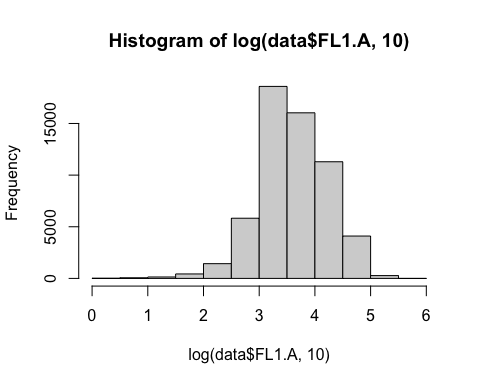 Histogram of log(data$FL1.A, 10)
Frequency
15000
5000
0
0 1 2 3 4 5 6
log(data$FL1.A, 10)